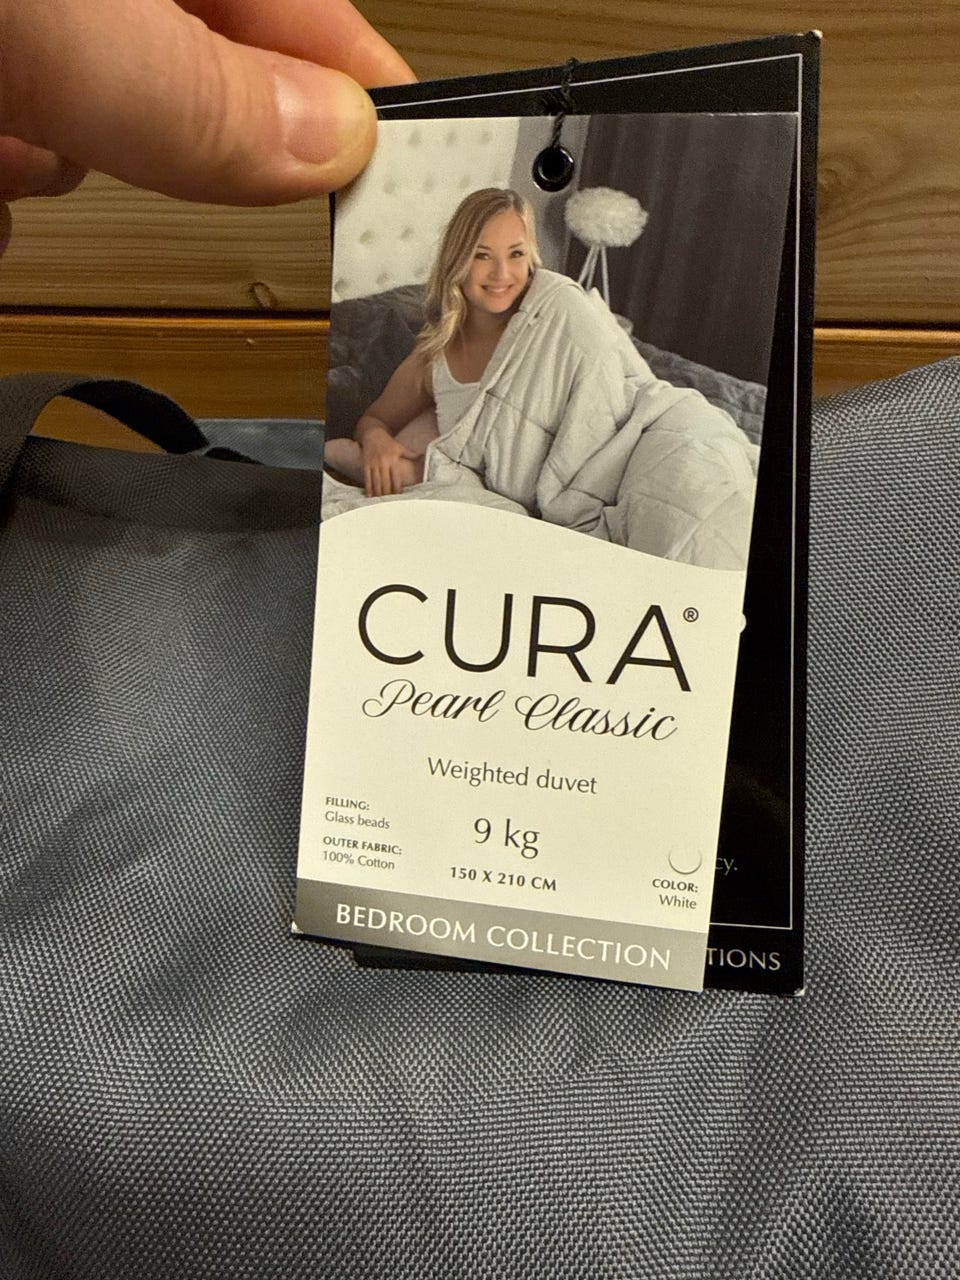 CURA®
Pearl Classic
Weighted duvet
FILLING:
Glass beads
OUTER FABRIC:
100% Cotton
9 kg
150 X 210 CM
COLOR:
White
BEDROOM COLLECTION
cy.
TIONS